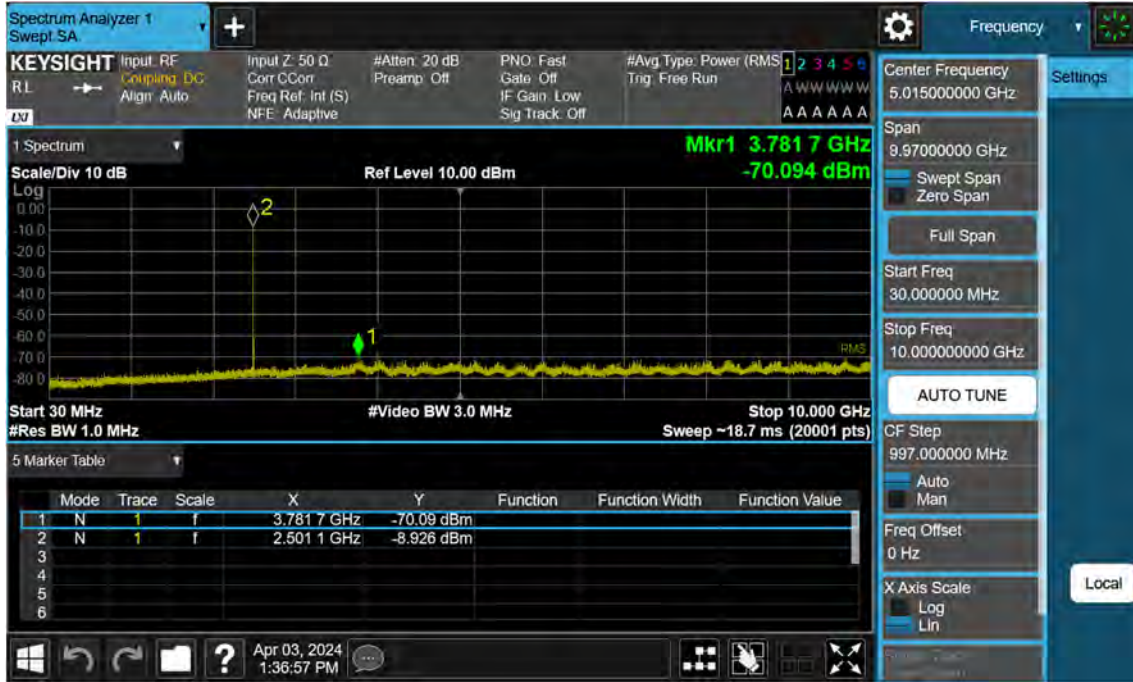 Spectrum Analyzer 1
Swept SA
+
Frequency
KEYSIGHT
RL
LXI
Input: RF
Coupling: DC
Align: Auto
Input Z: 50 Ω
Corr CCorr
Freq Ref: Int (S)
NFE: Adaptive
#Atten: 20 dB
Preamp: Off
PNO: Fast
Gate: Off
IF Gain: Low
Sig Track: Off
#Avg Type: Power (RMS
Trig: Free Run
1 2 3 4 5 6
A W W W W W
A A A A A A
1 Spectrum
Scale/Div 10 dB
Ref Level 10.00 dBm
Mkr1 3.781 7 GHz
-70.094 dBm
Log
0.00
-10.0
-20.0
-30.0
-40.0
-50.0
-60.0
-70.0
-80.0
2
1
RMS
Start 30 MHz
#Video BW 3.0 MHz
Stop 10.000 GHz
#Res BW 1.0 MHz
Sweep ~18.7 ms (20001 pts)
5 Marker Table
Mode Trace Scale X Y Function Function Width Function Value
1 N 1 f 3.781 7 GHz -70.09 dBm
2 N 1 f 2.501 1 GHz -8.926 dBm
3
4
5
6
Apr 03, 2024
1:36:57 PM
?
Center Frequency
5.015000000 GHz
Span
9.97000000 GHz
Swept Span
Zero Span
Full Span
Start Freq
30.000000 MHz
Stop Freq
10.000000000 GHz
AUTO TUNE
CF Step
997.000000 MHz
Auto
Man
Freq Offset
0 Hz
X Axis Scale
Log
Lin
Settings
Local